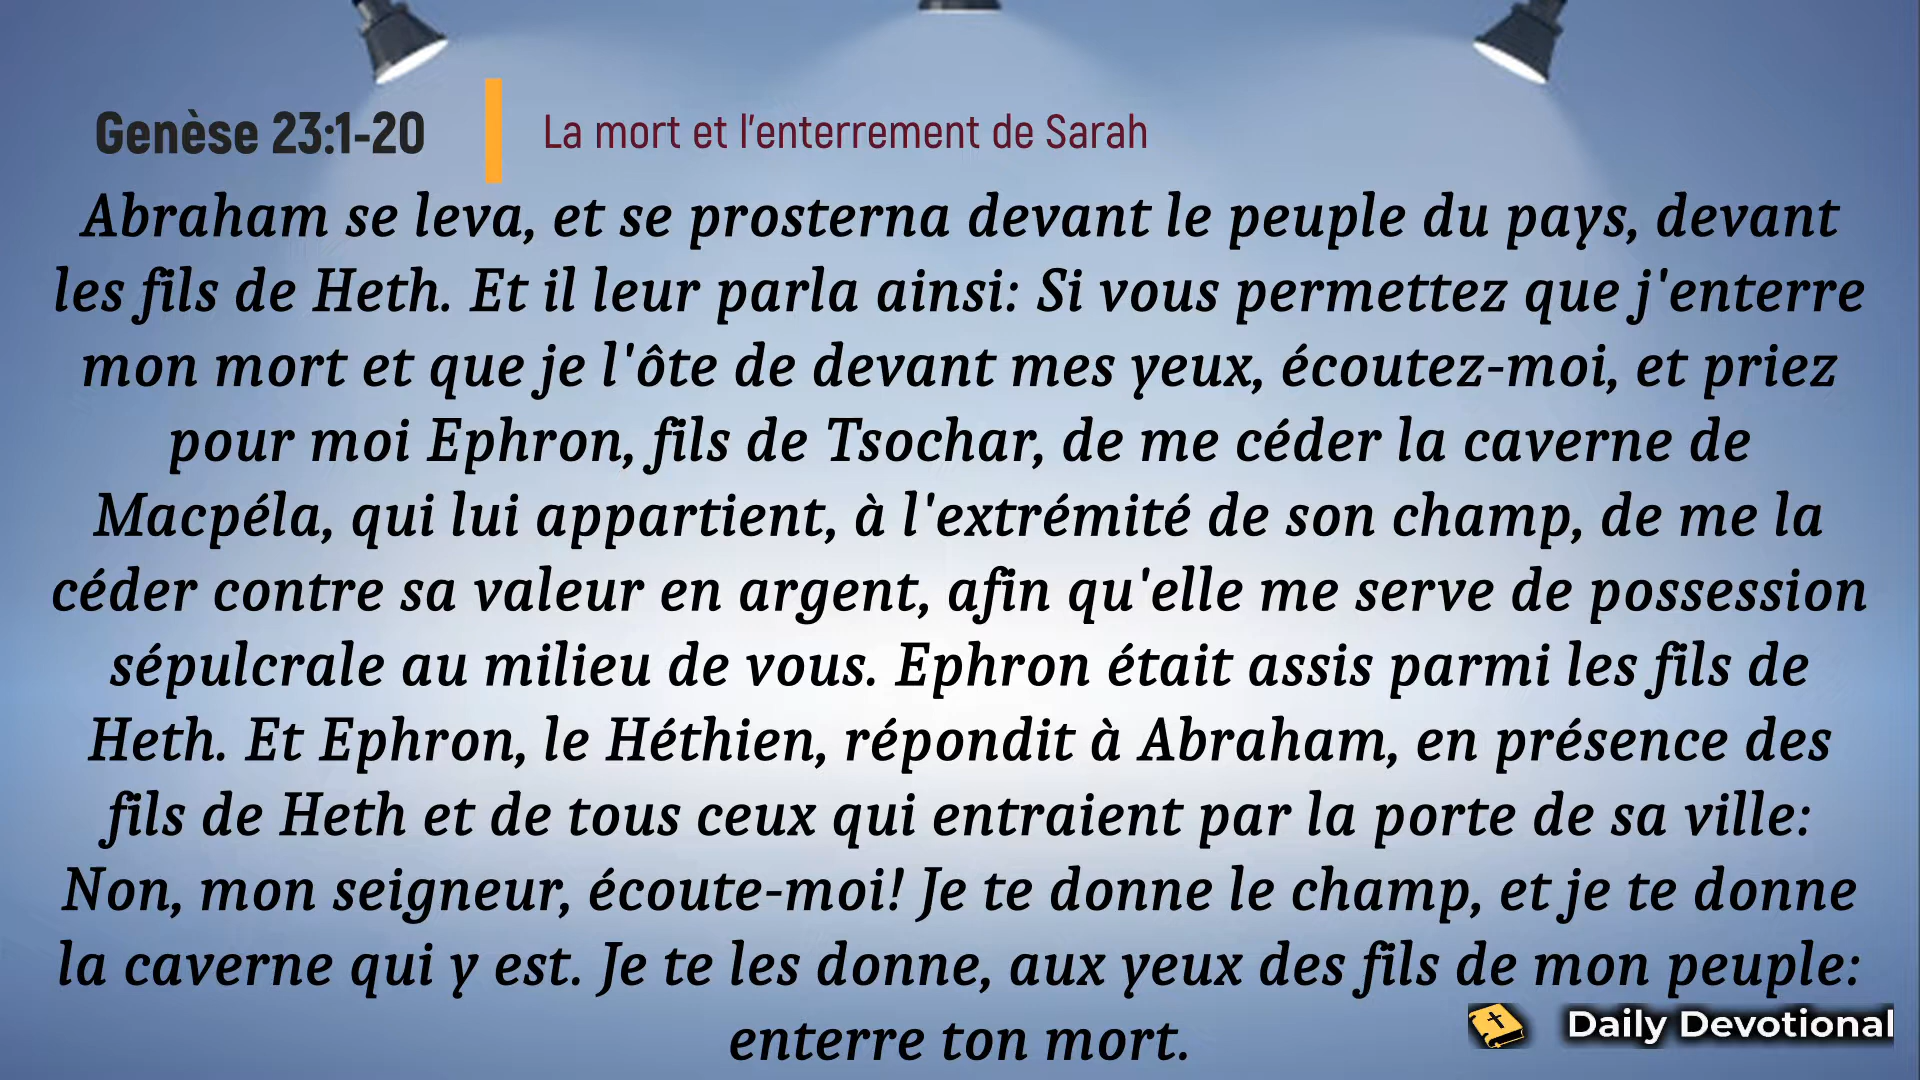 Genèse 23:1-20
La mort et l'enterrement de Sarah
Abraham se leva, et se prosterna devant le peuple du pays, devant
les fils de Heth. Et il leur parla ainsi: Si vous permettez que j'enterre
mon mort et que je l'ôte de devant mes yeux, écoutez-moi, et priez
pour moi Ephron, fils de Tsochar, de me céder la caverne de
Macpéla, qui lui appartient, à l'extrémité de son champ, de me la
céder contre sa valeur en argent, afin qu'elle me serve de possession
sépulcrale au milieu de vous. Ephron était assis parmi les fils de
Heth. Et Ephron, le Héthien, répondit à Abraham, en présence des
fils de Heth et de tous ceux qui entraient par la porte de sa ville:
Non, mon seigneur, écoute-moi! Je te donne le champ, et je te donne
la caverne qui y est. Je te les donne, aux yeux des fils de mon peuple:
enterre ton mort.
Daily Devotional